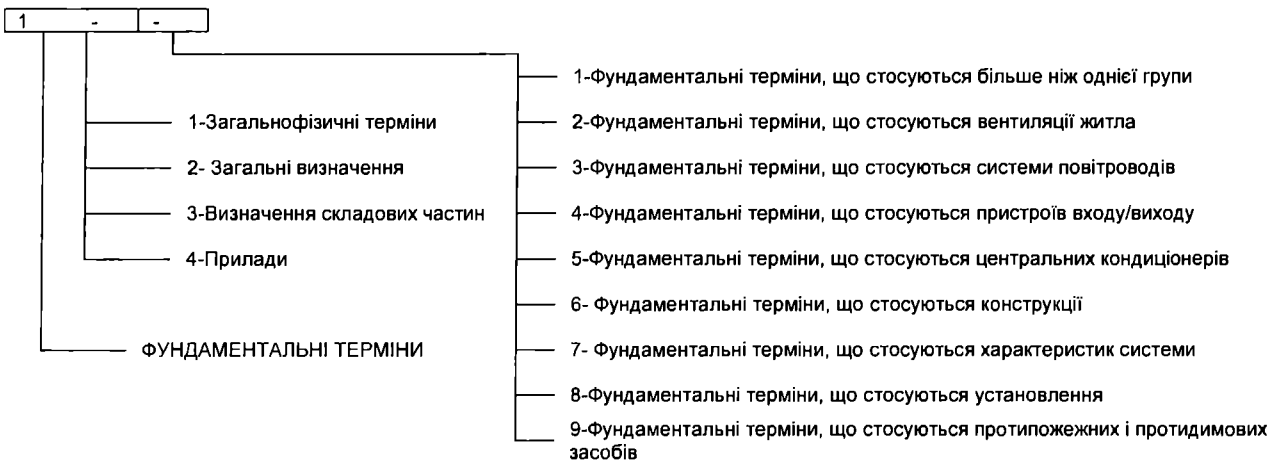 1 - -
1-Загальнофізичні терміни
2- Загальні визначення
3-Визначення складових частин
4-Прилади
ФУНДАМЕНТАЛЬНІ ТЕРМІНИ
1-Фундаментальні терміни, що стосуються більше ніж однієї групи
2-Фундаментальні терміни, що стосуються вентиляції житла
3-Фундаментальні терміни, що стосуються системи повітроводів
4-Фундаментальні терміни, що стосуються пристроїв входу/виходу
5-Фундаментальні терміни, що стосуються центральних кондиціонерів
6- Фундаментальні терміни, що стосуються конструкції
7- Фундаментальні терміни, що стосуються характеристик системи
8-Фундаментальні терміни, що стосуються установлення
9-Фундаментальні терміни, що стосуються протипожежних і протидимових
засобів